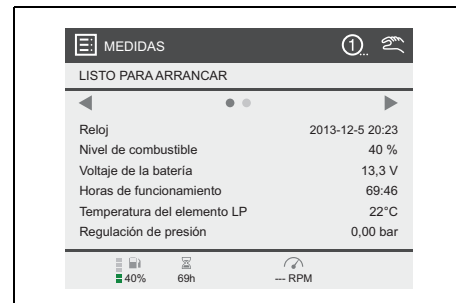 MEDIDAS 1...
LISTO PARA ARRANCAR
Reloj 2013-12-5 20:23
Nivel de combustible 40 %
Voltaje de la batería 13,3 V
Horas de funcionamiento 69:46
Temperatura del elemento LP 22°C
Regulación de presión 0,00 bar
40% 69h --- RPM